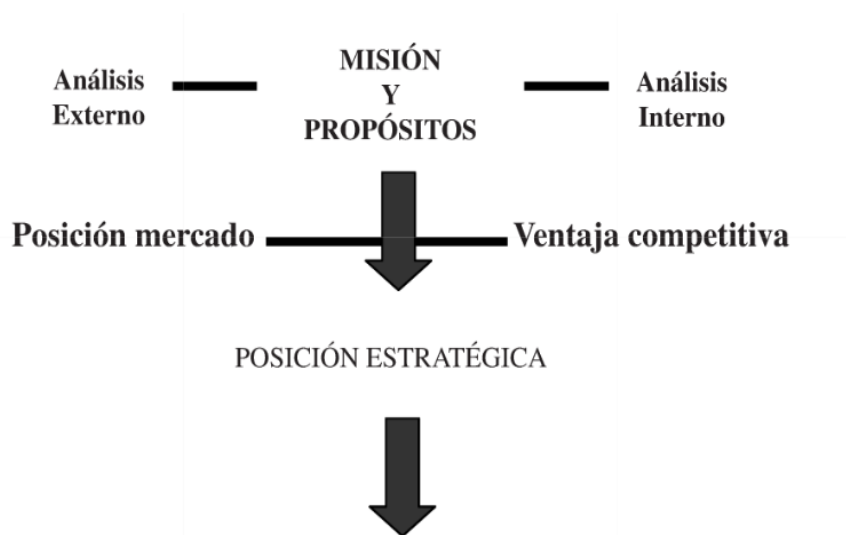 Análisis
Externo
MISIÓN
Y
PROPÓSITOS
Análisis
Interno
Posición mercado
Ventaja competitiva
POSICIÓN ESTRATÉGICA